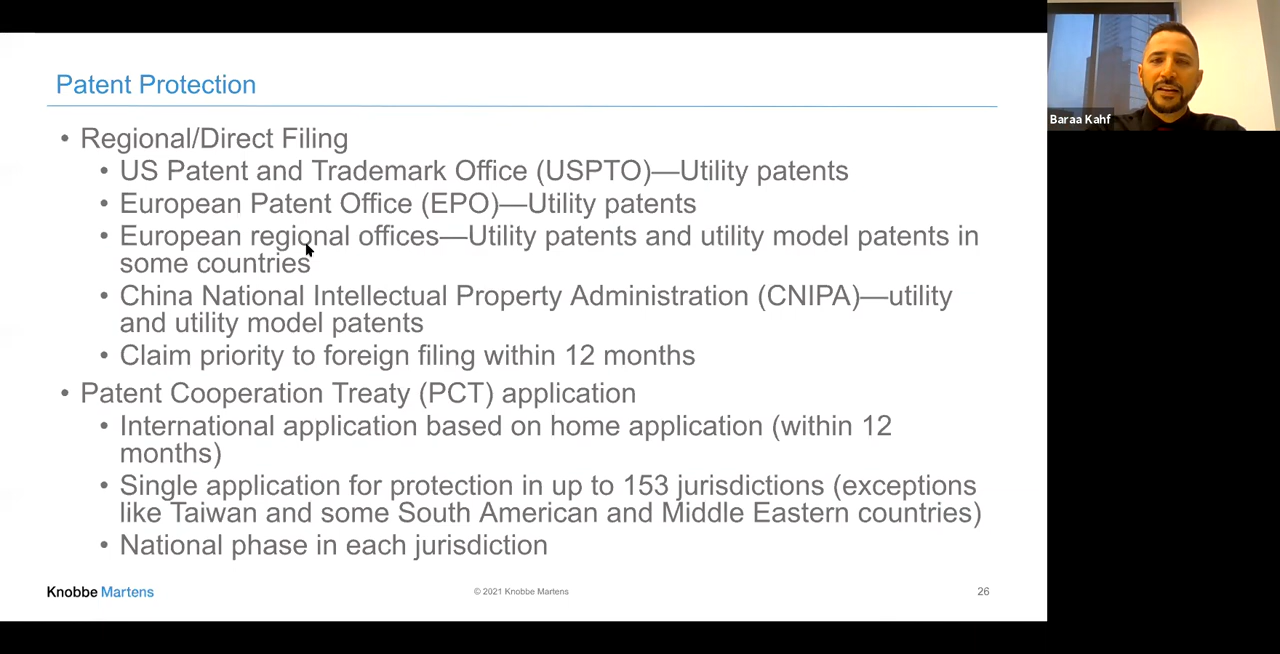 Patent Protection
• Regional/Direct Filing
• US Patent and Trademark Office (USPTO)—Utility patents
• European Patent Office (EPO)—Utility patents
• European regional offices—Utility patents and utility model patents in
some countries
• China National Intellectual Property Administration (CNIPA)—utility
and utility model patents
• Claim priority to foreign filing within 12 months
• Patent Cooperation Treaty (PCT) application
• International application based on home application (within 12
months)
• Single application for protection in up to 153 jurisdictions (exceptions
like Taiwan and some South American and Middle Eastern countries)
• National phase in each jurisdiction
Knobbe Martens
© 2021 Knobbe Martens
26
Baraa Kahf